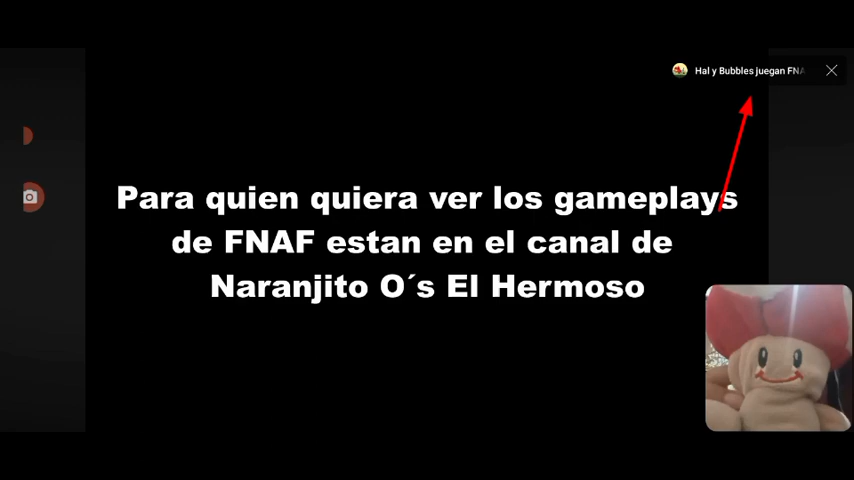 Hal y Bubbles juegan FNA
Para quien quiera ver los gameplays
de FNAF estan en el canal de
Naranjito O´s El Hermoso